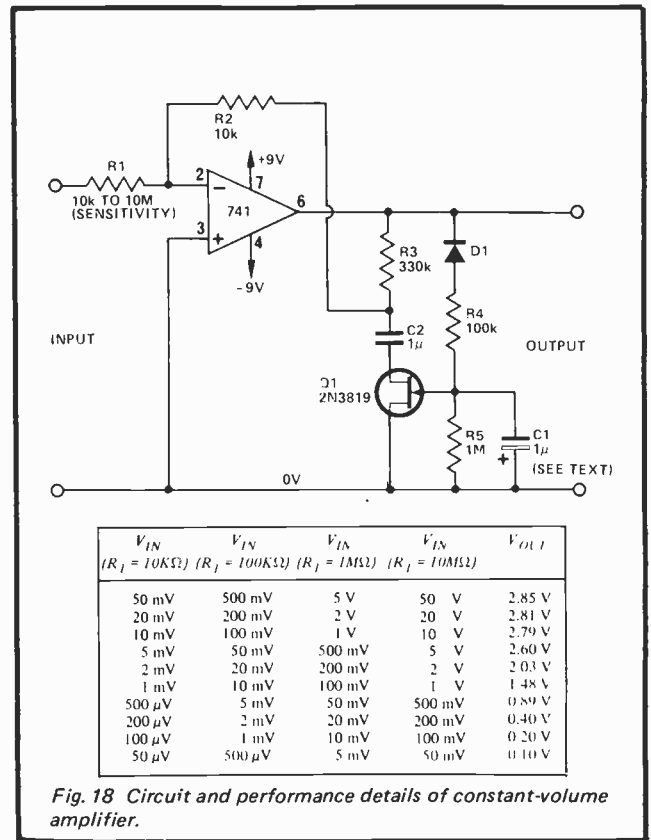 R2
10k
R1
10k TO 10M
(SENSITIVITY)
2
3
741
+9V
7
6
4
-9V
R3
330k
D1
R4
100k
C2
1µ
INPUT
OUTPUT
Q1
2N3819
R5
1M
C1
1µ
+
(SEE TEXT)
0V
V_IN V_IN V_IN V_IN V_OUT
(R_1 = 10KΩ) (R_1 = 100KΩ) (R_1 = 1MΩ) (R_1 = 10MΩ)
50 mV 500 mV 5 V 50 V 2.85 V
20 mV 200 mV 2 V 20 V 2.81 V
10 mV 100 mV 1 V 10 V 2.79 V
5 mV 50 mV 500 mV 5 V 2.60 V
2 mV 20 mV 200 mV 2 V 2.03 V
1 mV 10 mV 100 mV 1 V 1.48 V
500 µV 5 mV 50 mV 500 mV 0.89 V
200 µV 2 mV 20 mV 200 mV 0.40 V
100 µV 1 mV 10 mV 100 mV 0.20 V
50 µV 500 µV 5 mV 50 mV 0.10 V
Fig. 18 Circuit and performance details of constant-volume
amplifier.